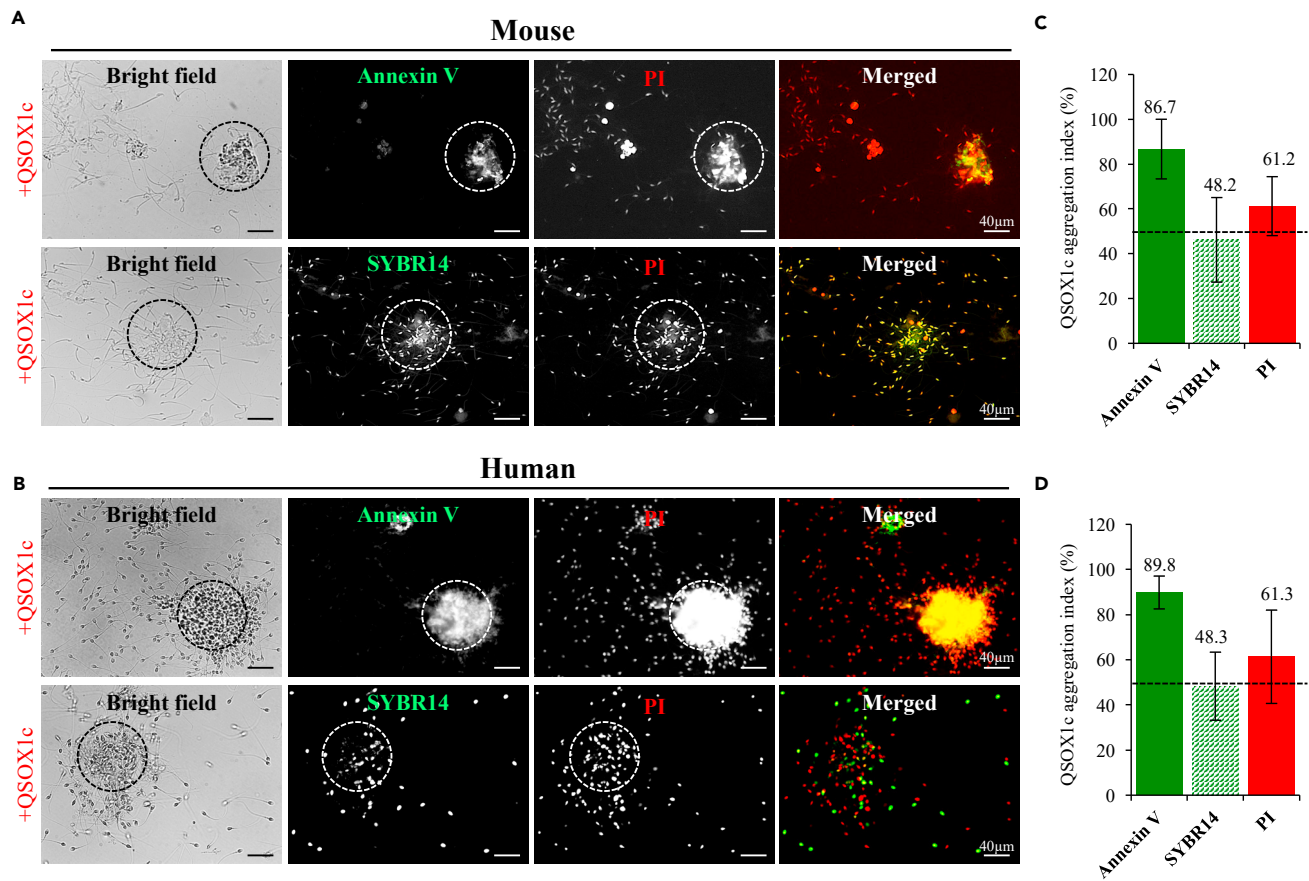 A
Mouse
+QSOX1c
Bright field
Annexin V
PI
Merged
40μm
+QSOX1c
Bright field
SYBR14
PI
Merged
40μm
B
Human
+QSOX1c
Bright field
Annexin V
PI
Merged
40μm
+QSOX1c
Bright field
SYBR14
PI
Merged
40μm
C
QSOX1c aggregation index (%)
120
100
80
60
40
20
0
86.7
48.2
61.2
Annexin V
SYBR14
PI
D
QSOX1c aggregation index (%)
120
100
80
60
40
20
0
89.8
48.3
61.3
Annexin V
SYBR14
PI